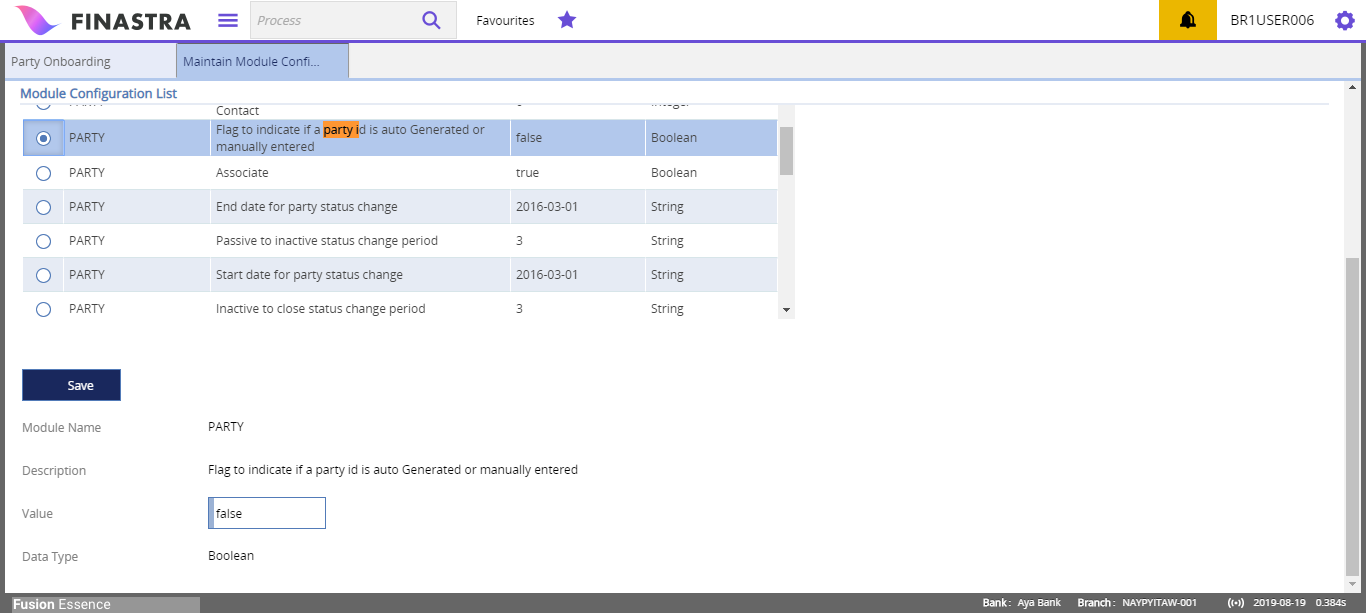 FINASTRA
Process
Favourites
BR1USER006
Party Onboarding
Maintain Module Confi...
Module Configuration List
Contact
PARTY Flag to indicate if a party id is auto Generated or manually entered false Boolean
PARTY Associate true Boolean
PARTY End date for party status change 2016-03-01 String
PARTY Passive to inactive status change period 3 String
PARTY Start date for party status change 2016-03-01 String
PARTY Inactive to close status change period 3 String
Save
Module Name PARTY
Description Flag to indicate if a party id is auto Generated or manually entered
Value false
Data Type Boolean
Fusion Essence
Bank: Aya Bank Branch: NAYPYITAW-001 2019-08-19 0.384s